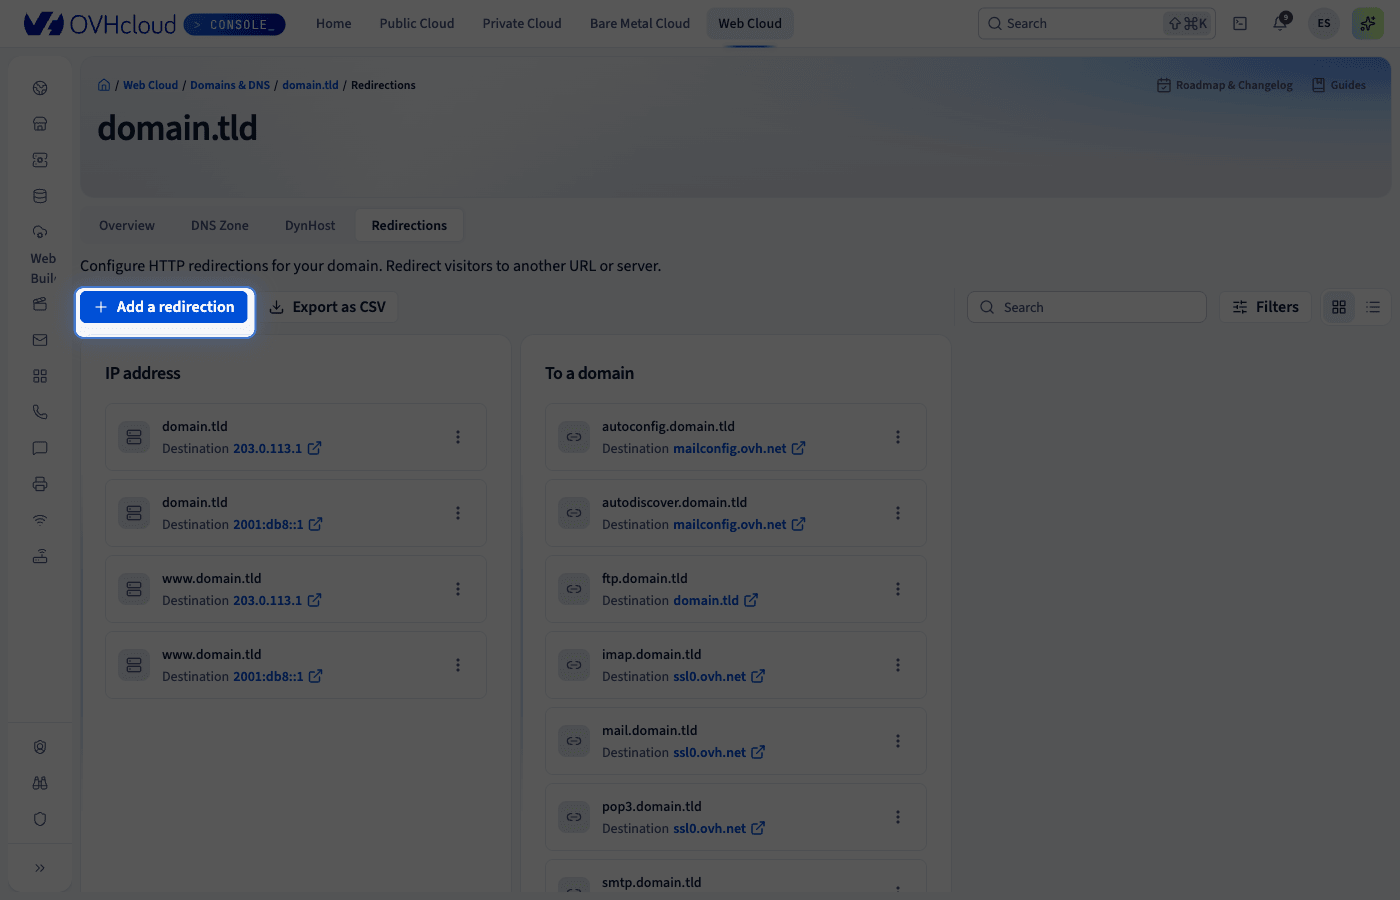 OVHcloud > CONSOLE_
Home
Public Cloud
Private Cloud
Bare Metal Cloud
Web Cloud
Search
⇧⌘K
9
ES
/ Web Cloud / Domains & DNS / domain.tld / Redirections
Roadmap & Changelog
Guides
domain.tld
Overview
DNS Zone
DynHost
Redirections
Web
Buil
Configure HTTP redirections for your domain. Redirect visitors to another URL or server.
+ Add a redirection
Export as CSV
Search
Filters
IP address
domain.tld
Destination 203.0.113.1
domain.tld
Destination 2001:db8::1
www.domain.tld
Destination 203.0.113.1
www.domain.tld
Destination 2001:db8::1
To a domain
autoconfig.domain.tld
Destination mailconfig.ovh.net
autodiscover.domain.tld
Destination mailconfig.ovh.net
ftp.domain.tld
Destination domain.tld
imap.domain.tld
Destination ssl0.ovh.net
mail.domain.tld
Destination ssl0.ovh.net
pop3.domain.tld
Destination ssl0.ovh.net
smtp.domain.tld